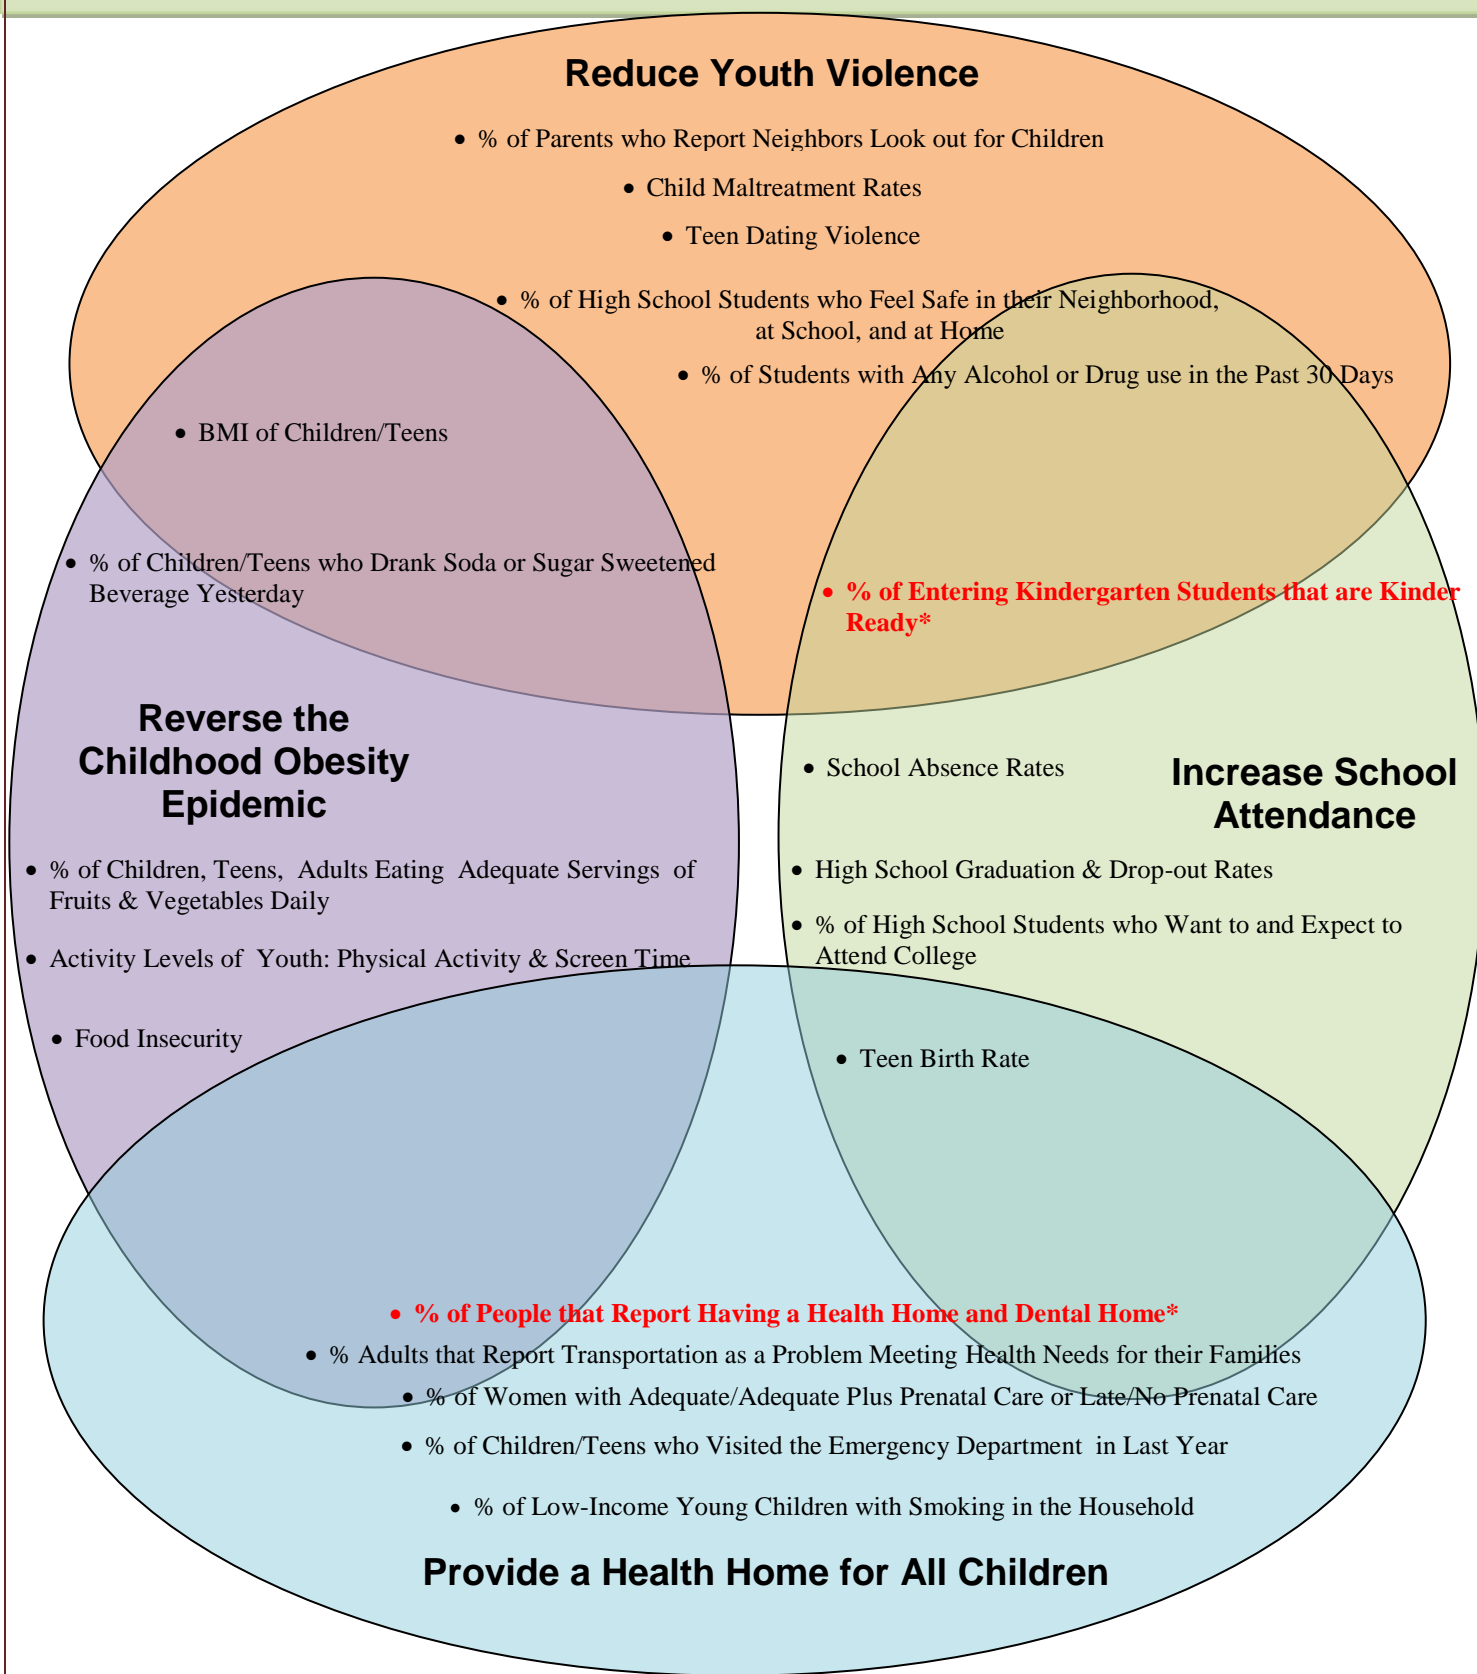 Reduce Youth Violence
• % of Parents who Report Neighbors Look out for Children
• Child Maltreatment Rates
• Teen Dating Violence
• % of High School Students who Feel Safe in their Neighborhood,
at School, and at Home
• % of Students with Any Alcohol or Drug use in the Past 30 Days
• BMI of Children/Teens
• % of Children/Teens who Drank Soda or Sugar Sweetened
Beverage Yesterday
• % of Entering Kindergarten Students that are Kinder
Ready*
Reverse the
Childhood Obesity
Epidemic
• School Absence Rates
Increase School
Attendance
• % of Children, Teens, Adults Eating Adequate Servings of
Fruits & Vegetables Daily
• High School Graduation & Drop-out Rates
• % of High School Students who Want to and Expect to
Attend College
• Activity Levels of Youth: Physical Activity & Screen Time
• Food Insecurity
• Teen Birth Rate
• % of People that Report Having a Health Home and Dental Home*
• % Adults that Report Transportation as a Problem Meeting Health Needs for their Families
• % of Women with Adequate/Adequate Plus Prenatal Care or Late/No Prenatal Care
• % of Children/Teens who Visited the Emergency Department in Last Year
• % of Low-Income Young Children with Smoking in the Household
Provide a Health Home for All Children